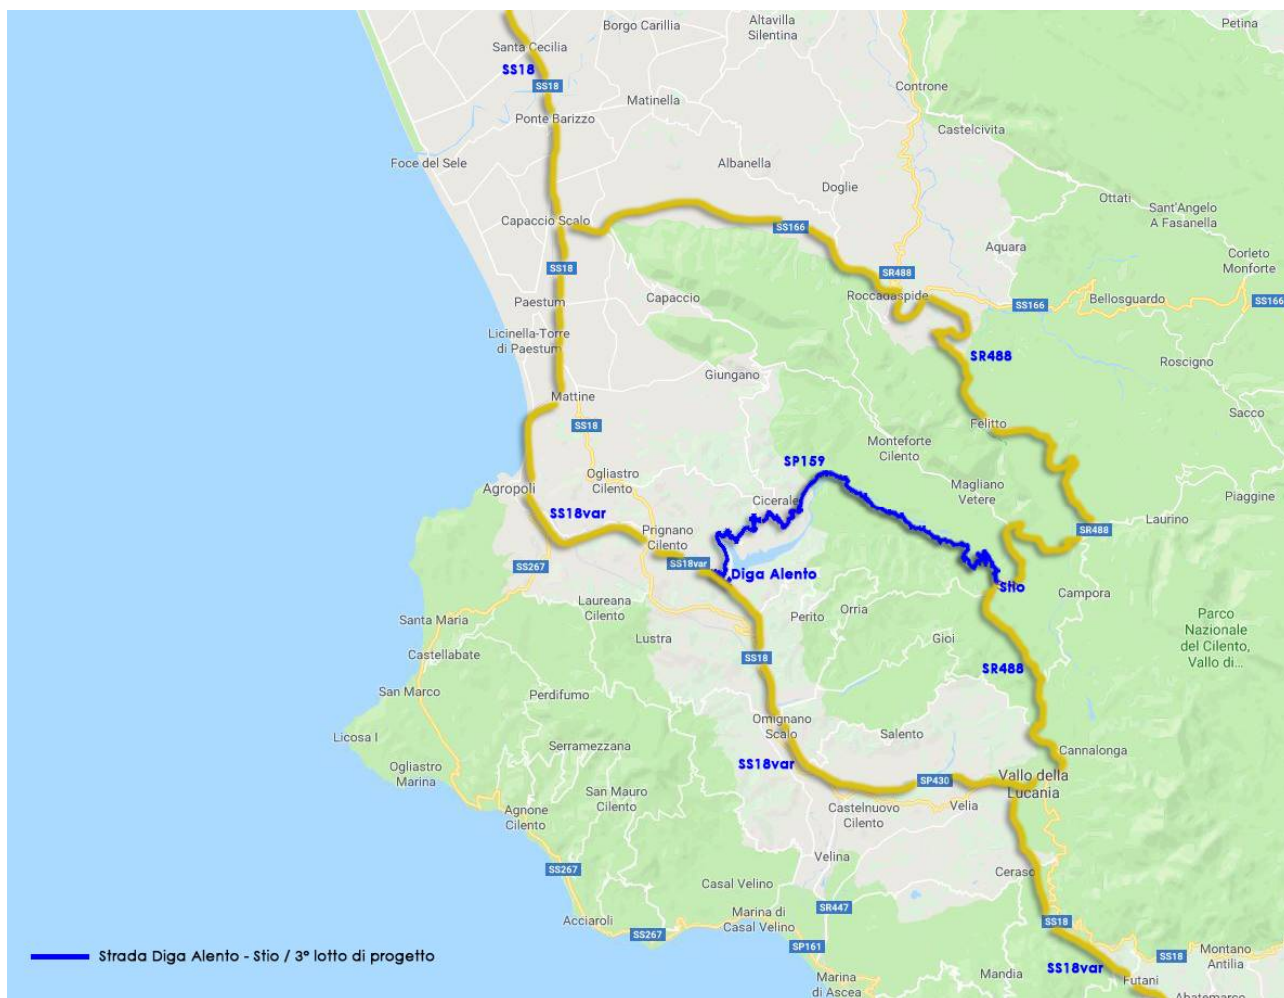 Petina
Altavilla
Silentina
Borgo Carillia
Santa Cecilia
SS18
SS18
Controne
Matinella
Ponte Barizzo
Castelcivita
Foce del Sele
Albanella
Doglie
Ottati
Sant'Angelo
A Fasanella
Capaccio Scalo
SS166
Aquara
Corleto
Monforte
SS18
SR488
Roccadaspide
Capaccio
Paestum
SS166
Bellosguardo
SS166
Licinella-Torre
di Paestum
SR488
Roscigno
Giungano
Mattine
Sacco
SS18
Felitto
Monteforte
Cilento
SP159
Ogliastro
Cilento
Magliano
Vetere
Piaggine
Agropoli
Cicerale
SS18var
Laurino
Prignano
Cilento
SR488
SS18var
SS267
Diga Alento
Stio
Campora
Laureana
Cilento
Perito
Orria
Parco
Nazionale
del Cilento,
Vallo di...
Santa Maria
Lustra
Gioi
Castellabate
SS18
SR488
San Marco
Perdifumo
Omignano
Scalo
Licosa I
Salento
Serramezzana
Cannalonga
SS18var
Ogliastro
Marina
SP430
Vallo della
Lucania
San Mauro
Cilento
Agnone
Cilento
Castelnuovo
Cilento
Velia
Velina
SS267
Ceraso
Casal Velino
SR447
Acciaroli
Marina di
Casal Velino
SS18
SS267
SP161
Montano
Antilia
Strada Diga Alento - Stio / 3° lotto di progetto
SS18
SS18var
Marina
di Ascea
Mandia
Futani
Abatemarco